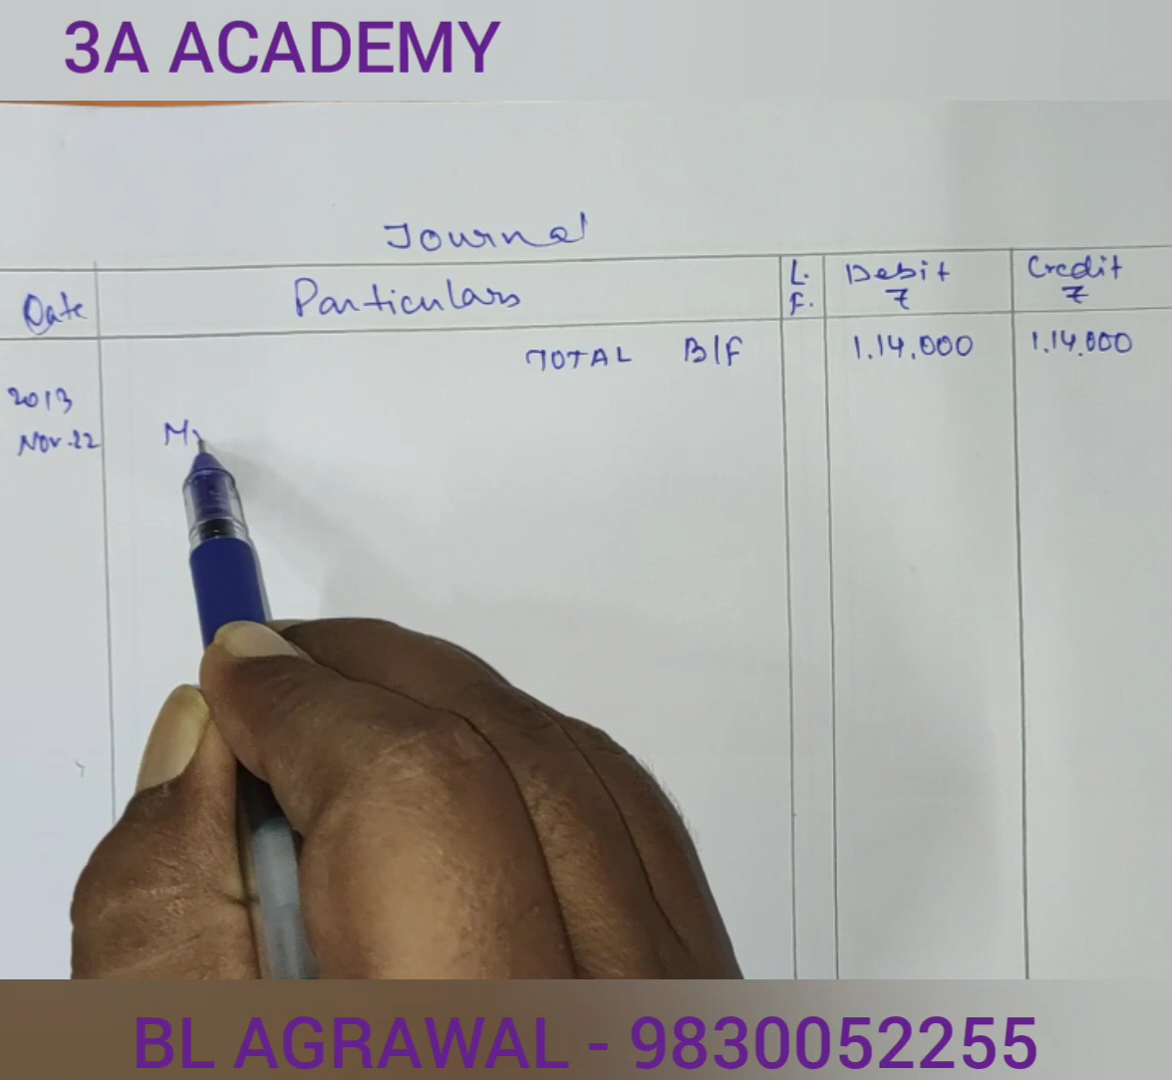 3A ACADEMY
Journal
Date Particulars L.F. Debit ₹ Credit ₹
TOTAL B/F 1,14,000 1,14,000
2013
Nov.22
BL AGRAWAL - 9830052255